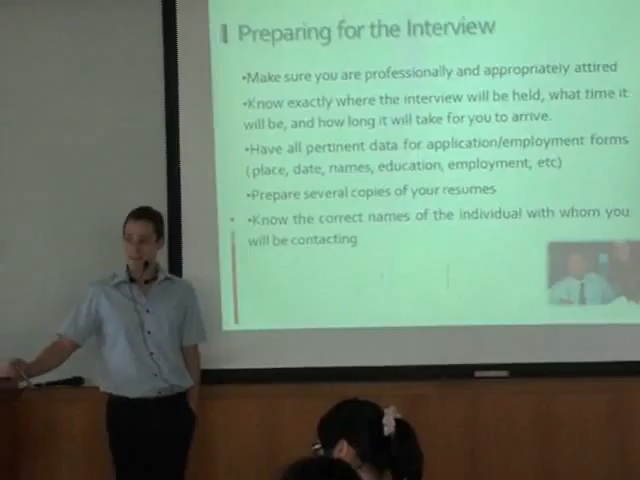 Preparing for the Interview
•Make sure you are professionally and appropriately attired
•Know exactly where the interview will be held, what time it
will be, and how long it will take for you to arrive.
•Have all pertinent data for application/employment forms
(place, date, names, education, employment, etc)
•Prepare several copies of your resumes
•Know the correct names of the individual with whom you
will be contacting